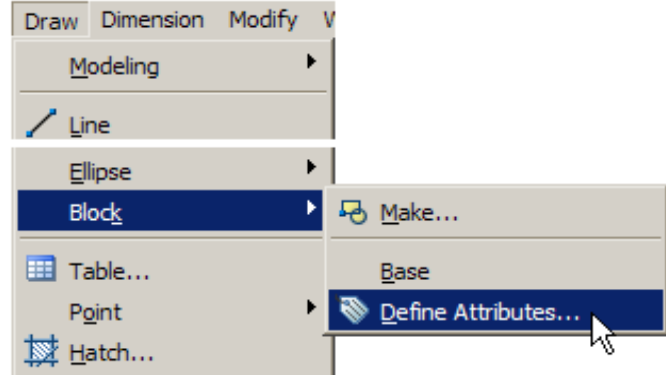 Draw Dimension Modify
Modeling
Line
Ellipse
Block
Make...
Base
Define Attributes...
Table...
Point
Hatch...